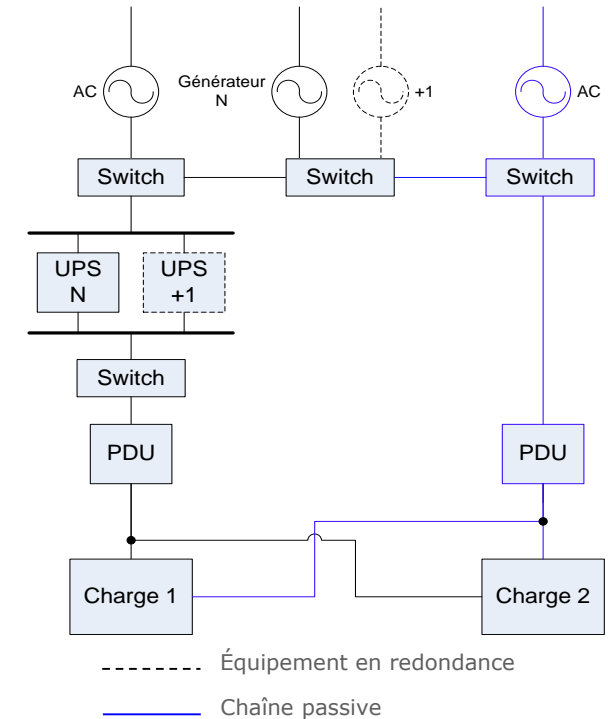 AC
Générateur
N
+1
AC
Switch
Switch
Switch
UPS
N
UPS
+1
Switch
PDU
PDU
Charge 1
Charge 2
Équipement en redondance
Chaîne passive